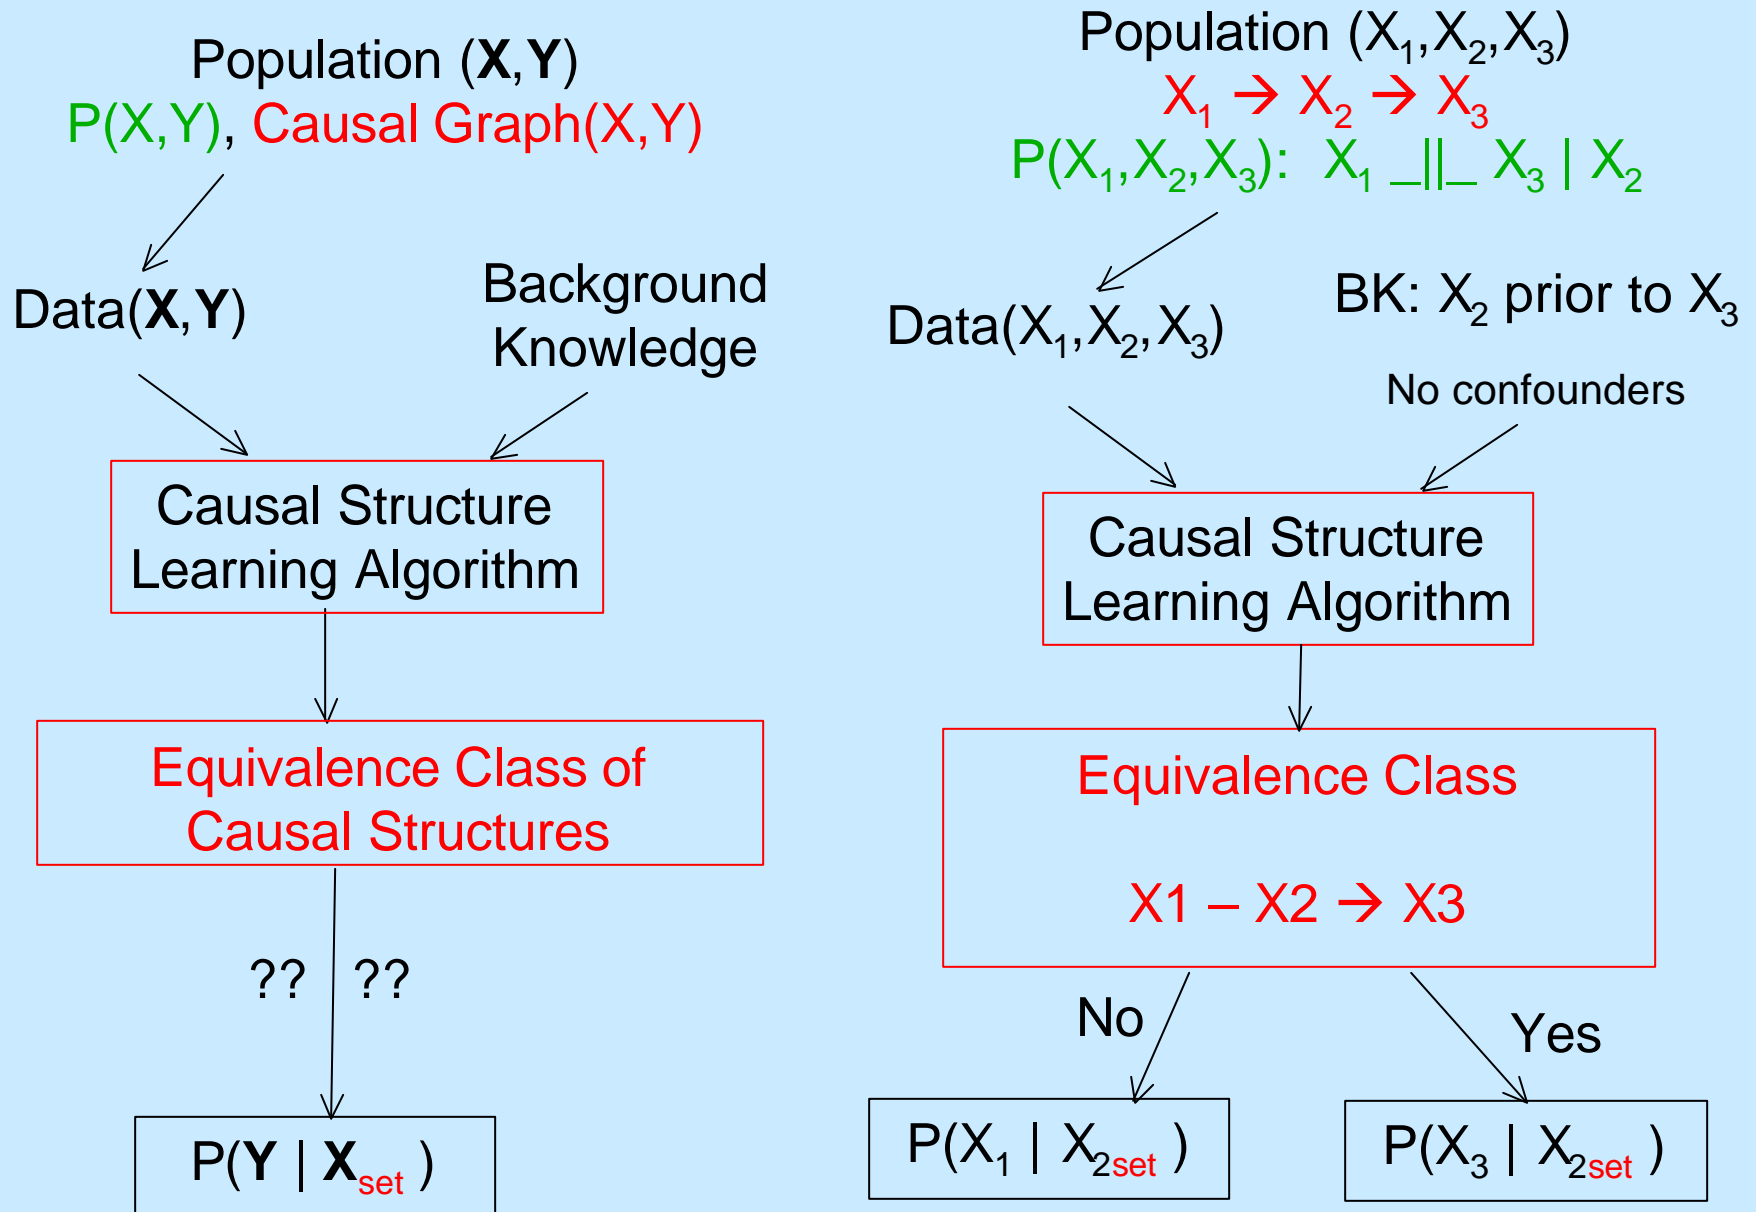 Population (X,Y)
P(X,Y), Causal Graph(X,Y)
Data(X,Y)
Background
Knowledge
Causal Structure
Learning Algorithm
Equivalence Class of
Causal Structures
?? ??
P(Y | Xset )
Population (X1,X2,X3)
X1 → X2 → X3
P(X1,X2,X3): X1 _||_ X3 | X2
Data(X1,X2,X3)
BK: X2 prior to X3
No confounders
Causal Structure
Learning Algorithm
Equivalence Class
X1 – X2 → X3
No
Yes
P(X1 | X2set )
P(X3 | X2set )